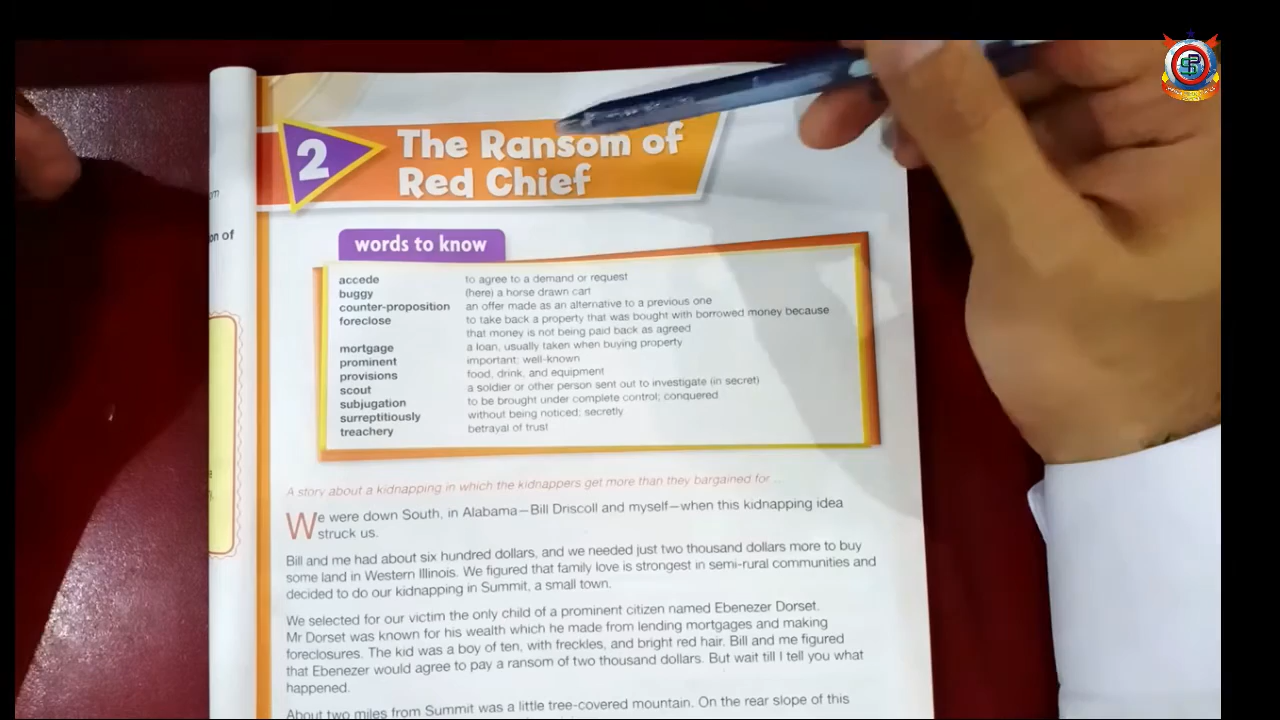 om
on of
2
The Ransom of
Red Chief
words to know
accede to agree to a demand or request
buggy (here) a horse drawn cart
counter-proposition an offer made as an alternative to a previous one
foreclose to take back a property that was bought with borrowed money because
that money is not being paid back as agreed
mortgage a loan, usually taken when buying property
prominent important; well-known
provisions food, drink, and equipment
scout a soldier or other person sent out to investigate (in secret)
subjugation to be brought under complete control; conquered
surreptitiously without being noticed; secretly
treachery betrayal of trust
A story about a kidnapping in which the kidnappers get more than they bargained for ...
We were down South, in Alabama—Bill Driscoll and myself—when this kidnapping idea
struck us.
Bill and me had about six hundred dollars, and we needed just two thousand dollars more to buy
some land in Western Illinois. We figured that family love is strongest in semi-rural communities and
decided to do our kidnapping in Summit, a small town.
We selected for our victim the only child of a prominent citizen named Ebenezer Dorset.
Mr Dorset was known for his wealth which he made from lending mortgages and making
foreclosures. The kid was a boy of ten, with freckles, and bright red hair. Bill and me figured
that Ebenezer would agree to pay a ransom of two thousand dollars. But wait till I tell you what
happened.
About two miles from Summit was a little tree-covered mountain. On the rear slope of this